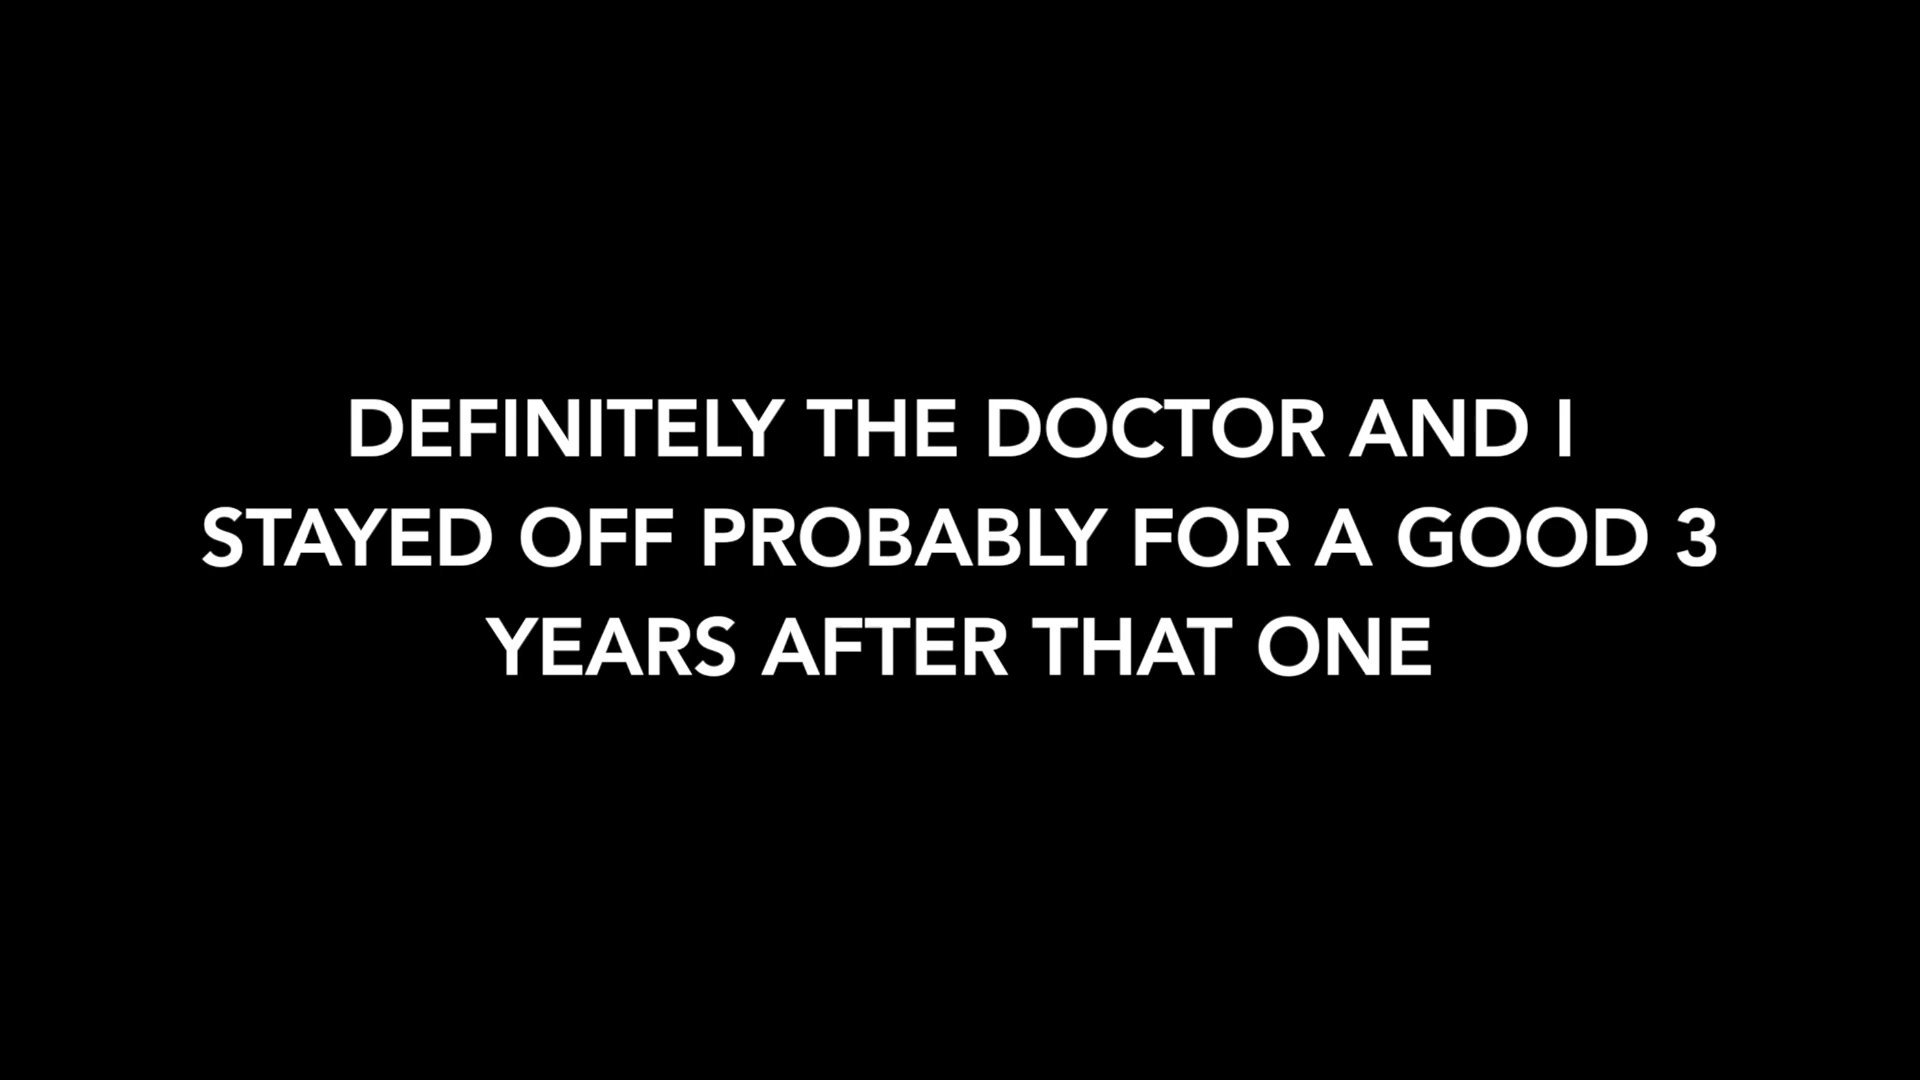 DEFINITELY THE DOCTOR AND I
STAYED OFF PROBABLY FOR A GOOD 3
YEARS AFTER THAT ONE